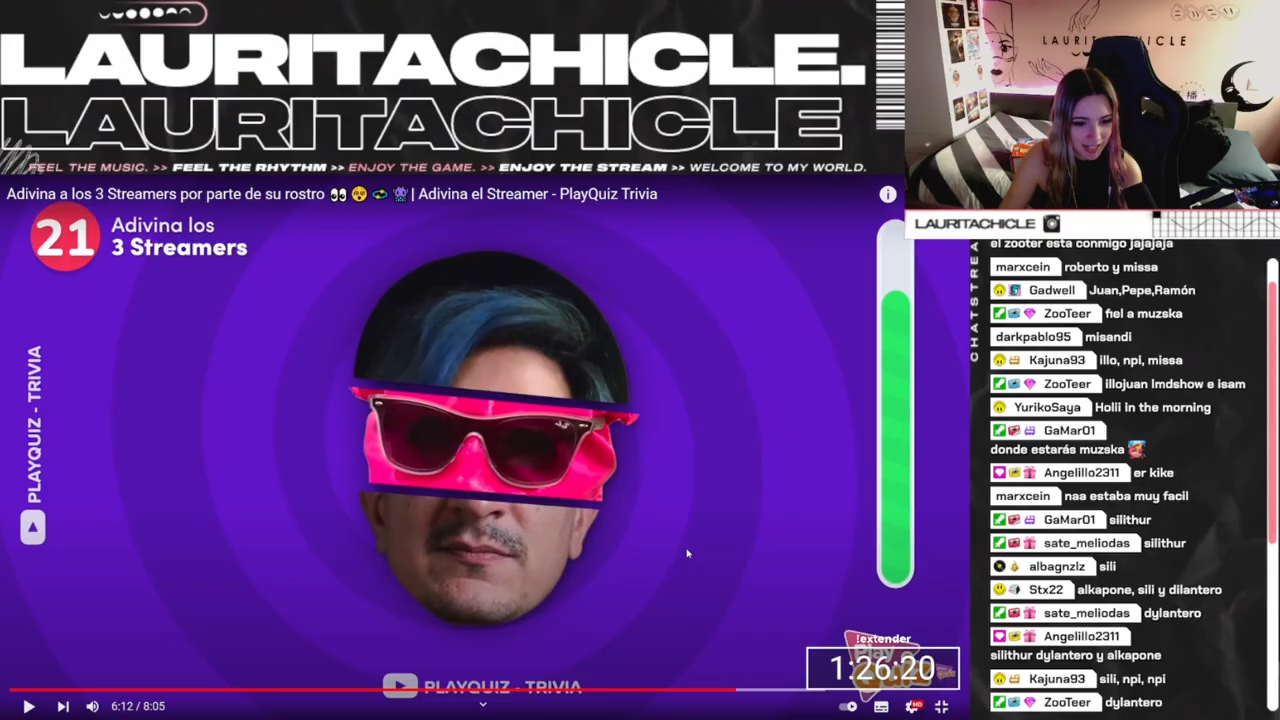 LAURITACHICLE.
LAURITACHICLE
FEEL THE MUSIC. >> FEEL THE RHYTHM >> ENJOY THE GAME. >> ENJOY THE STREAM >> WELCOME TO MY WORLD.
LAURITACHICLE
LAURITACHICLE
Adivina a los 3 Streamers por parte de su rostro 👀 😵‍💫 👾 | Adivina el Streamer - PlayQuiz Trivia
21
Adivina los
3 Streamers
PLAYQUIZ - TRIVIA
Ray-Ban
CHATSTREA
el zooter esta conmigo jajajaja
marxcein roberto y missa
Gadwell Juan,Pepe,Ramón
ZooTeer fiel a muzska
darkpablo95 misandi
Kajuna93 illo, npi, missa
ZooTeer illojuan lmdshow e isam
YurikoSaya Holii in the morning
GaMar01
donde estarás muzska
Angelillo2311 er kike
marxcein naa estaba muy facil
GaMar01 silithur
sate_meliodas silithur
albagnzlz sili
Stx22 alkapone, sili y dilantero
sate_meliodas dylantero
Angelillo2311
silithur dylantero y alkapone
Kajuna93 sili, npi, npi
ZooTeer dylantero
!extender
Play
1:26:20
PLAYQUIZ - TRIVIA
6:12 / 8:05
HD